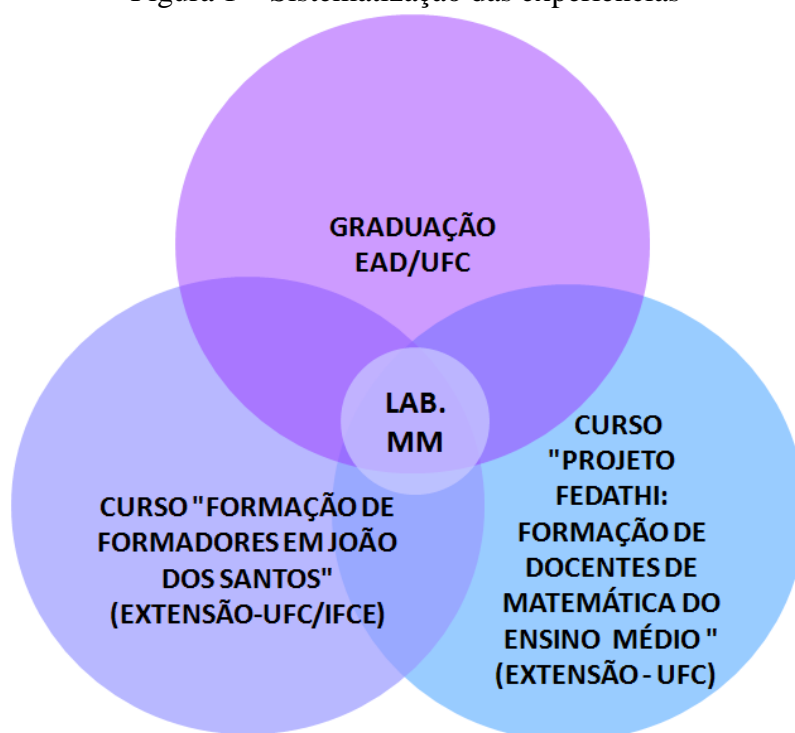 Figura 1 – Sistematização das experiências
GRADUAÇÃO
EAD/UFC
LAB.
MM
CURSO "FORMAÇÃO DE
FORMADORES EM JOÃO
DOS SANTOS"
(EXTENSÃO-UFC/IFCE)
CURSO
"PROJETO
FEDATHI:
FORMAÇÃO DE
DOCENTES DE
MATEMÁTICA DO
ENSINO MÉDIO "
(EXTENSÃO - UFC)